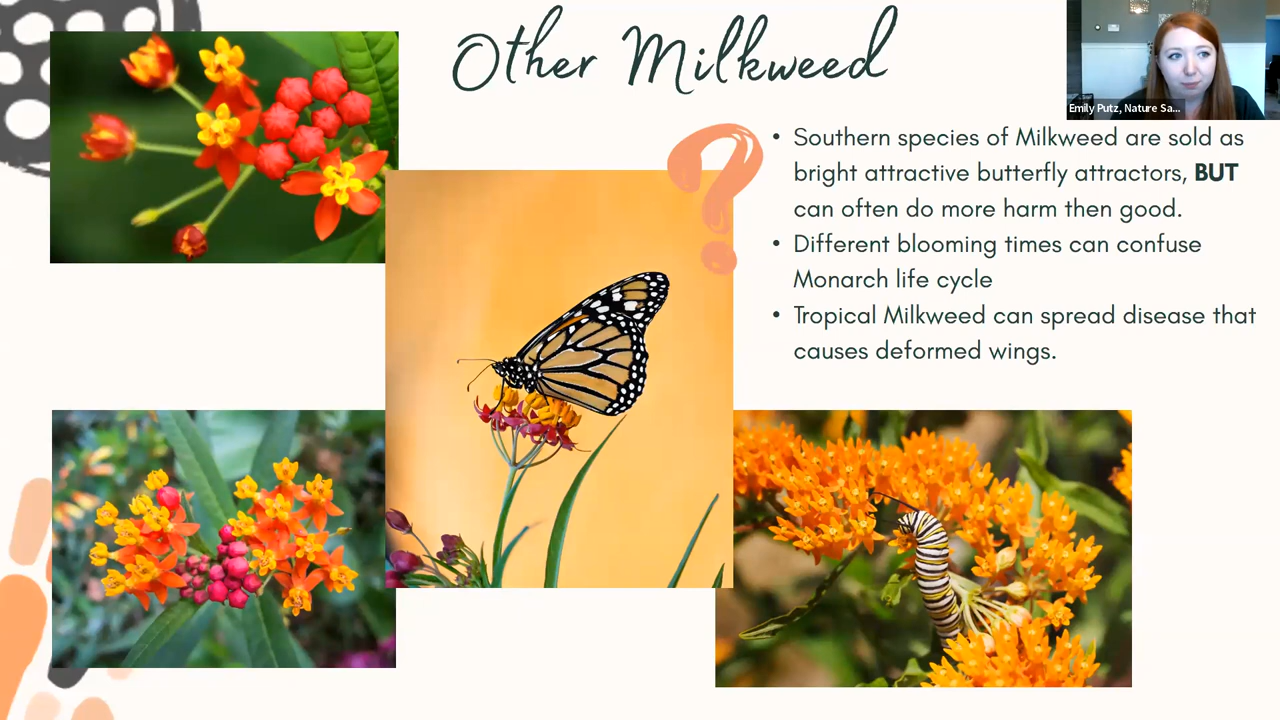 Other Milkweed
Emily Putz, Nature Sa...
?
• Southern species of Milkweed are sold as
bright attractive butterfly attractors, BUT
can often do more harm then good.
• Different blooming times can confuse
Monarch life cycle
• Tropical Milkweed can spread disease that
causes deformed wings.